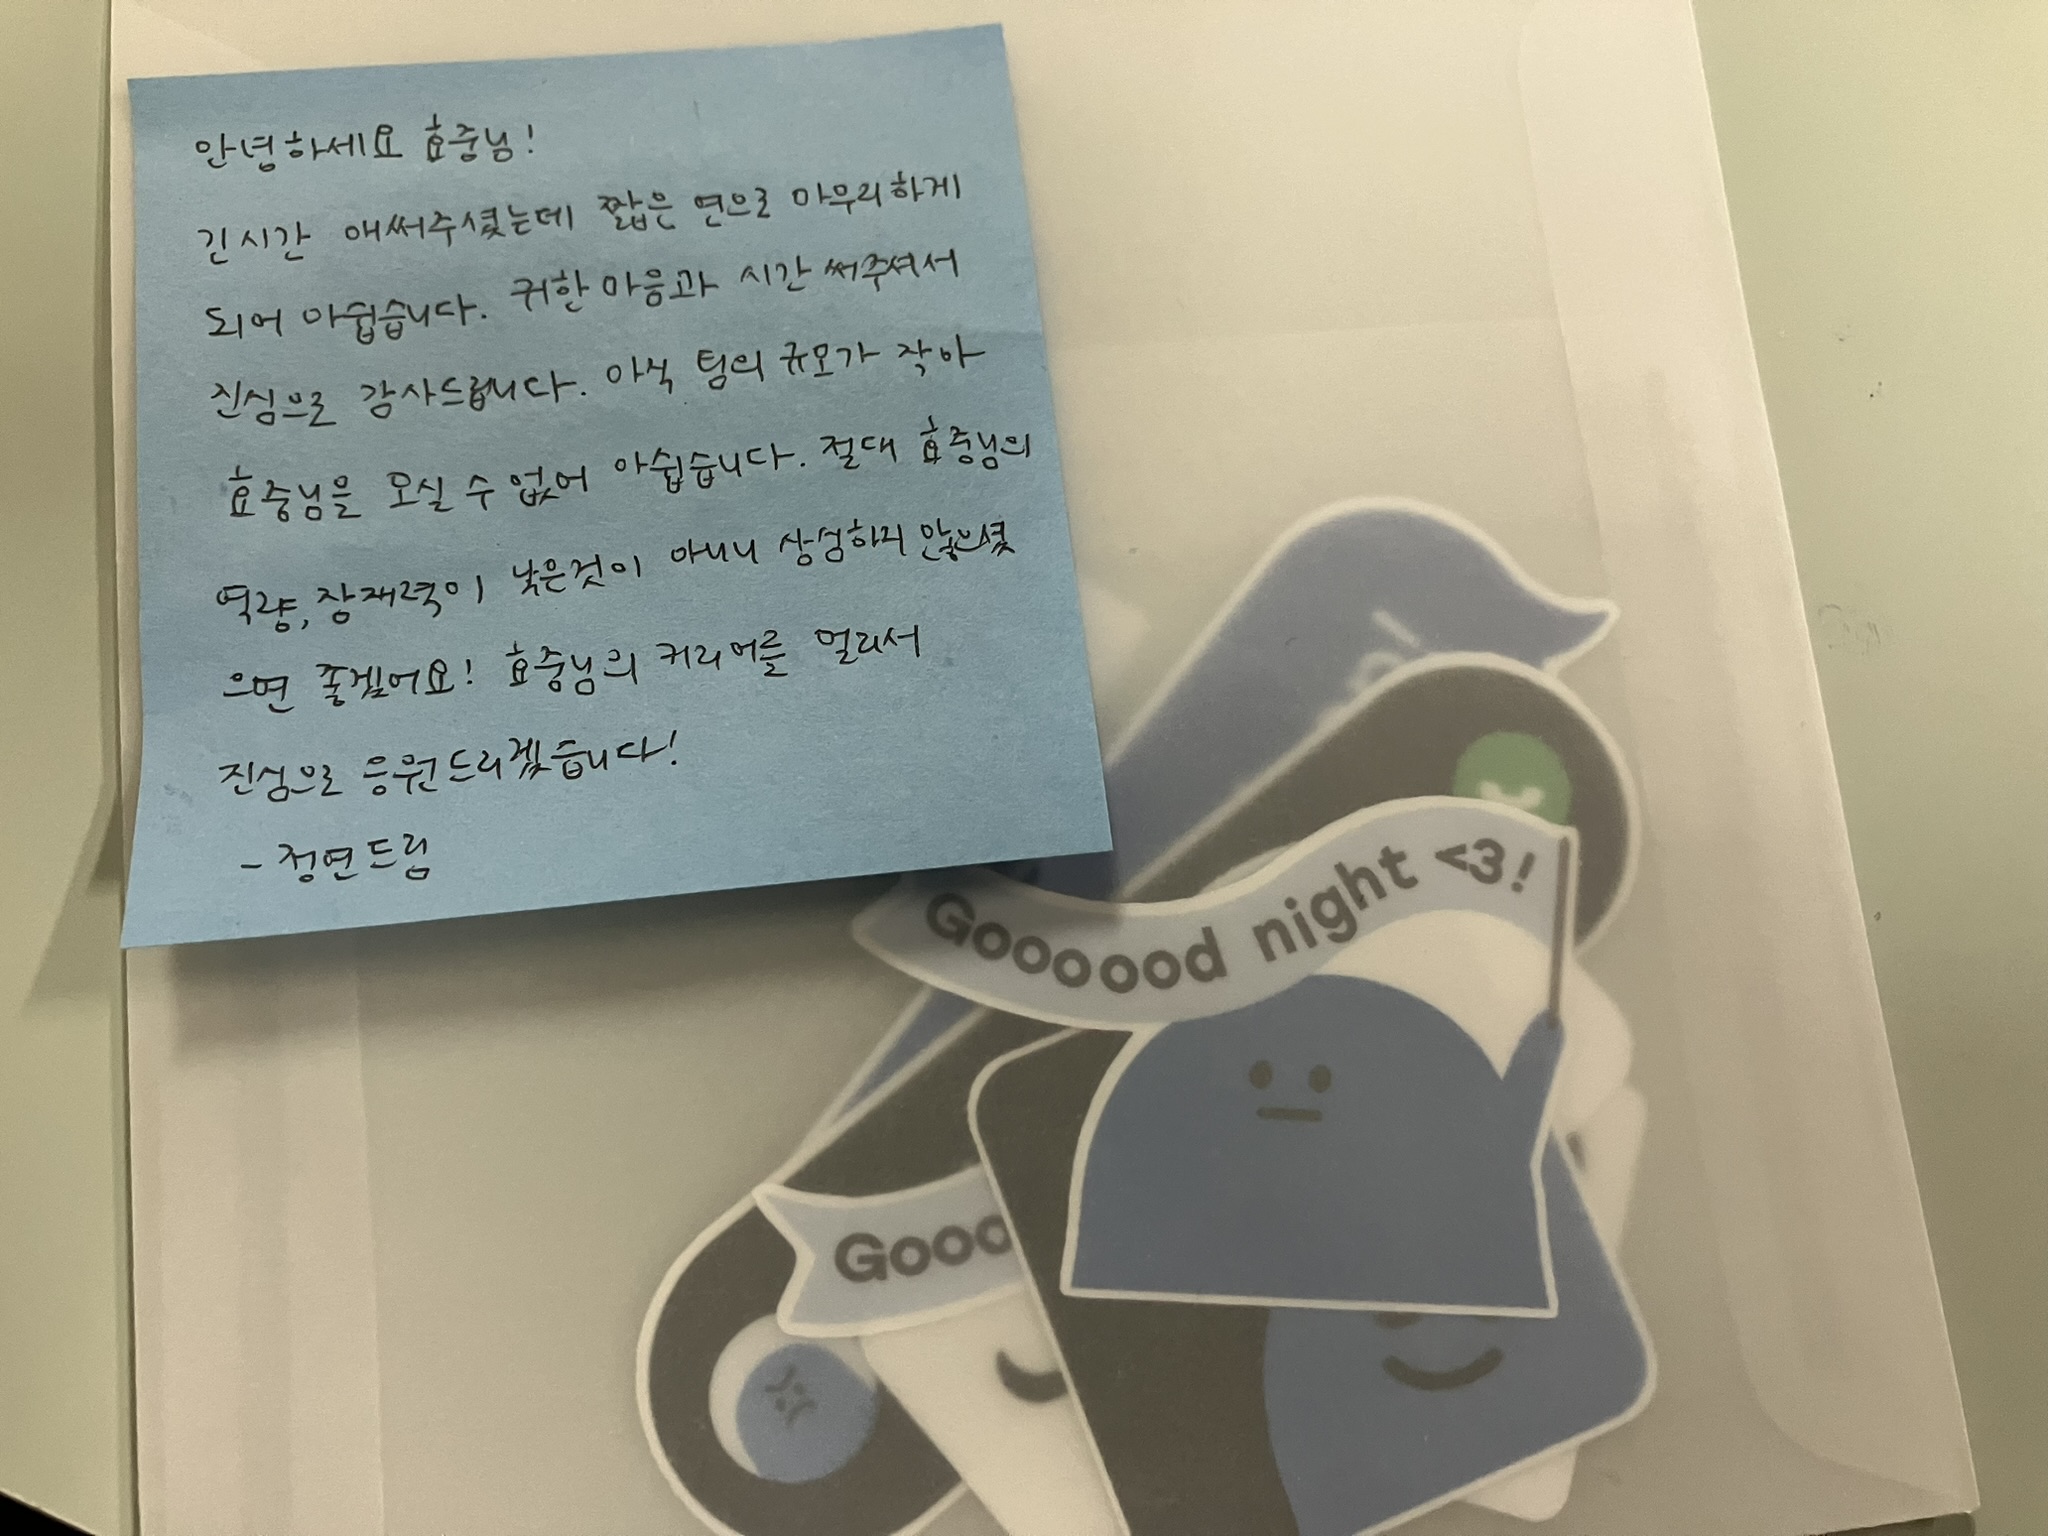 안녕하세요 효중님!
긴시간 애써주셨는데 짧은 연으로 마무리하게
되어 아쉽습니다. 귀한 마음과 시간 써주셔서
진심으로 감사드립니다. 아직 팀의 규모가 작아
효중님을 모실 수 없어 아쉽습니다. 절대 효중님의
역량, 잠재력이 낮은것이 아니니 상심하지 않으셨
으면 좋겠어요! 효중님의 커리어를 멀리서
진심으로 응원드리겠습니다!
- 정연드림
Goooood night <3!
Gooo